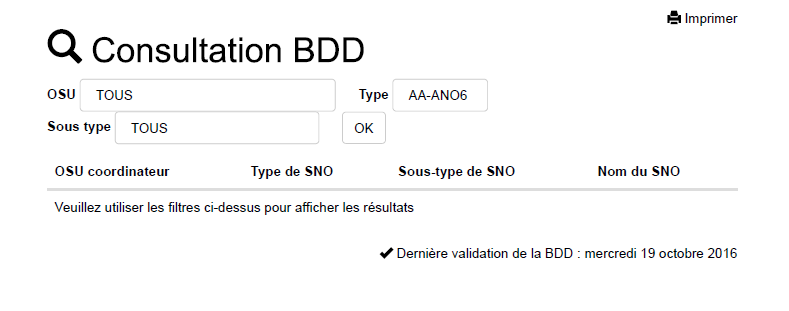 Imprimer
Consultation BDD
OSU TOUS Type AA-ANO6
Sous type TOUS OK
OSU coordinateur Type de SNO Sous-type de SNO Nom du SNO
Veuillez utiliser les filtres ci-dessus pour afficher les résultats
Dernière validation de la BDD : mercredi 19 octobre 2016